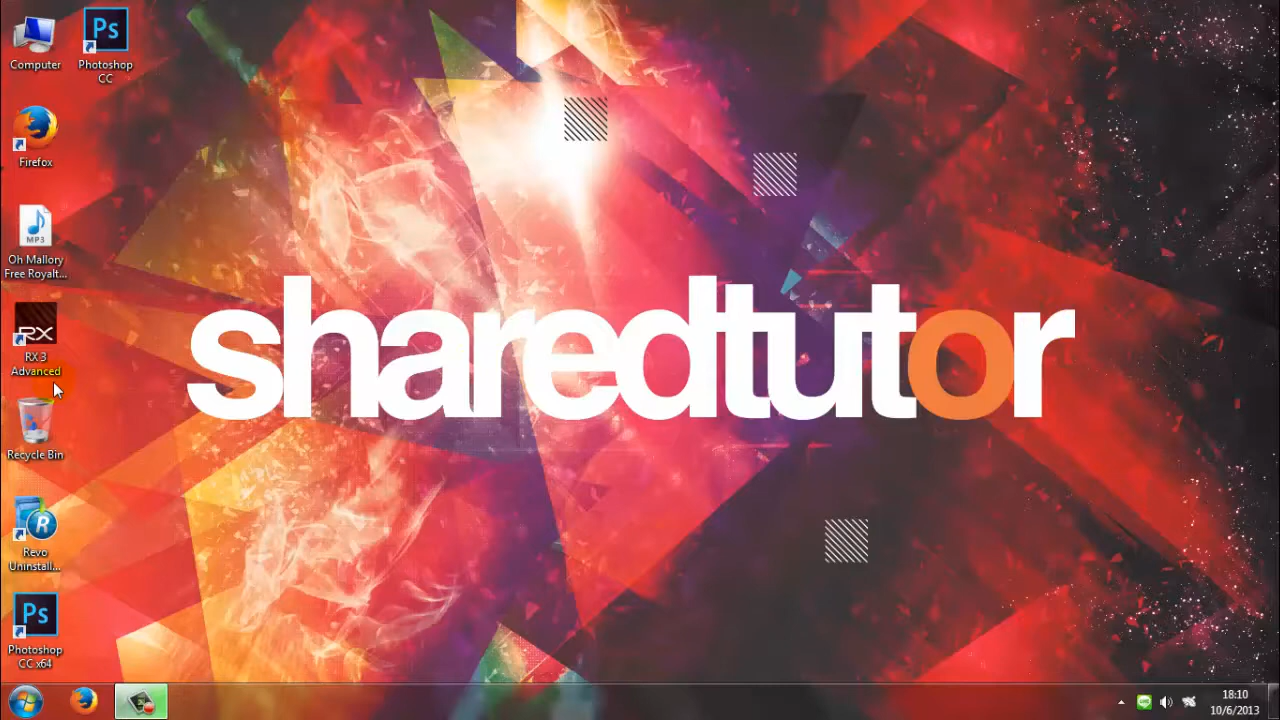 Ps
Computer
Photoshop
CC
Firefox
MP3
Oh Mallory
Free Royalt...
RX
RX 3
Advanced
sharedtutor
Recycle Bin
R
Revo
Uninstall...
Ps
Photoshop
CC x64
18:10
10/6/2013